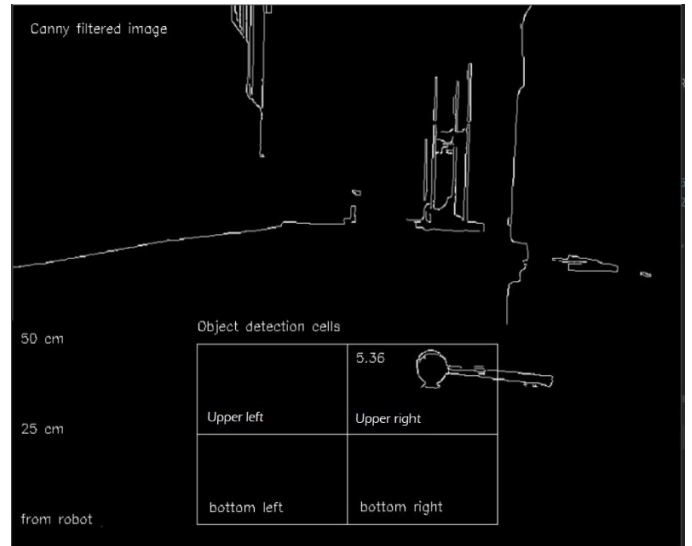 Canny filtered image
Object detection cells
50 cm
5.36
Upper left
Upper right
25 cm
bottom left
bottom right
from robot